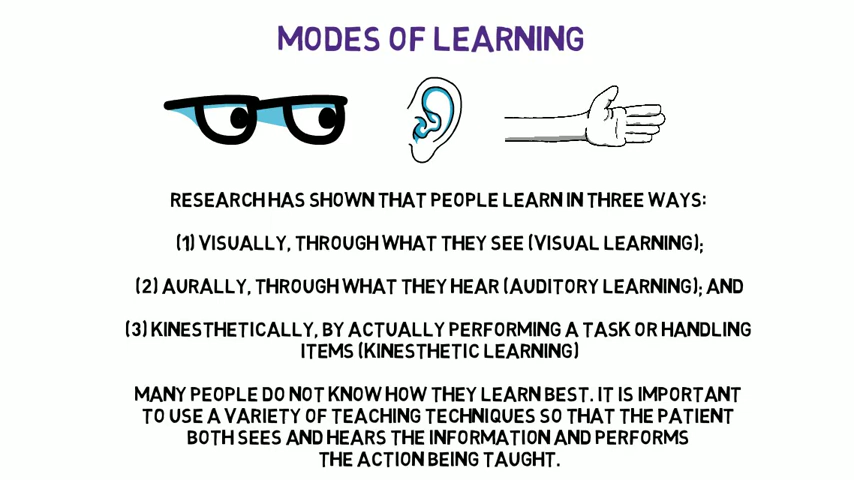 MODES OF LEARNING
RESEARCH HAS SHOWN THAT PEOPLE LEARN IN THREE WAYS:
(1) VISUALLY, THROUGH WHAT THEY SEE (VISUAL LEARNING);
(2) AURALLY, THROUGH WHAT THEY HEAR (AUDITORY LEARNING); AND
(3) KINESTHETICALLY, BY ACTUALLY PERFORMING A TASK OR HANDLING
ITEMS (KINESTHETIC LEARNING)
MANY PEOPLE DO NOT KNOW HOW THEY LEARN BEST. IT IS IMPORTANT
TO USE A VARIETY OF TEACHING TECHNIQUES SO THAT THE PATIENT
BOTH SEES AND HEARS THE INFORMATION AND PERFORMS
THE ACTION BEING TAUGHT.